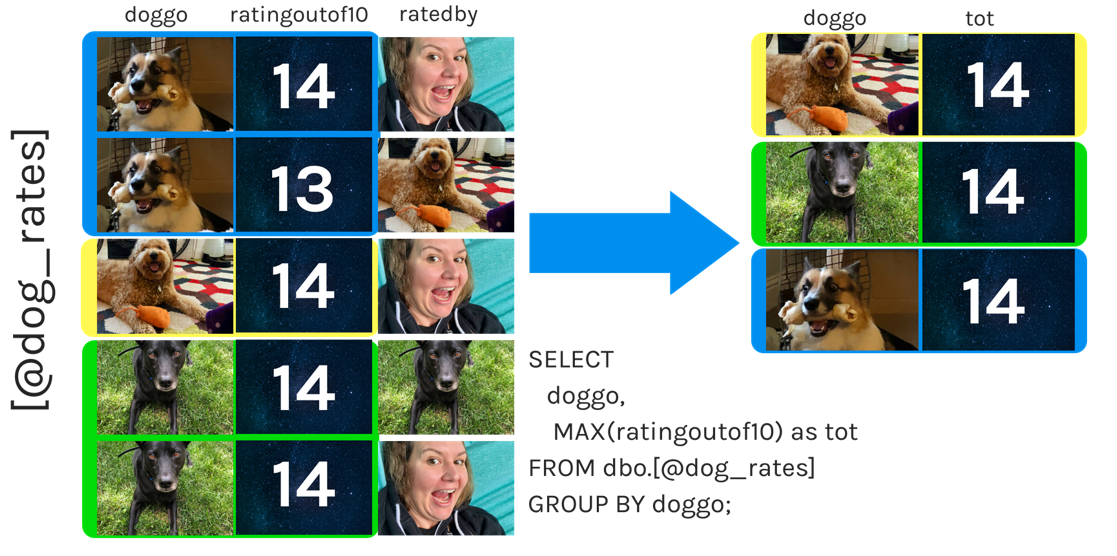 doggo ratingoutof10 ratedby
[@dog_rates]
14
13
14
14
14
doggo tot
14
14
14
SELECT
doggo,
MAX(ratingoutof10) as tot
FROM dbo.[@dog_rates]
GROUP BY doggo;